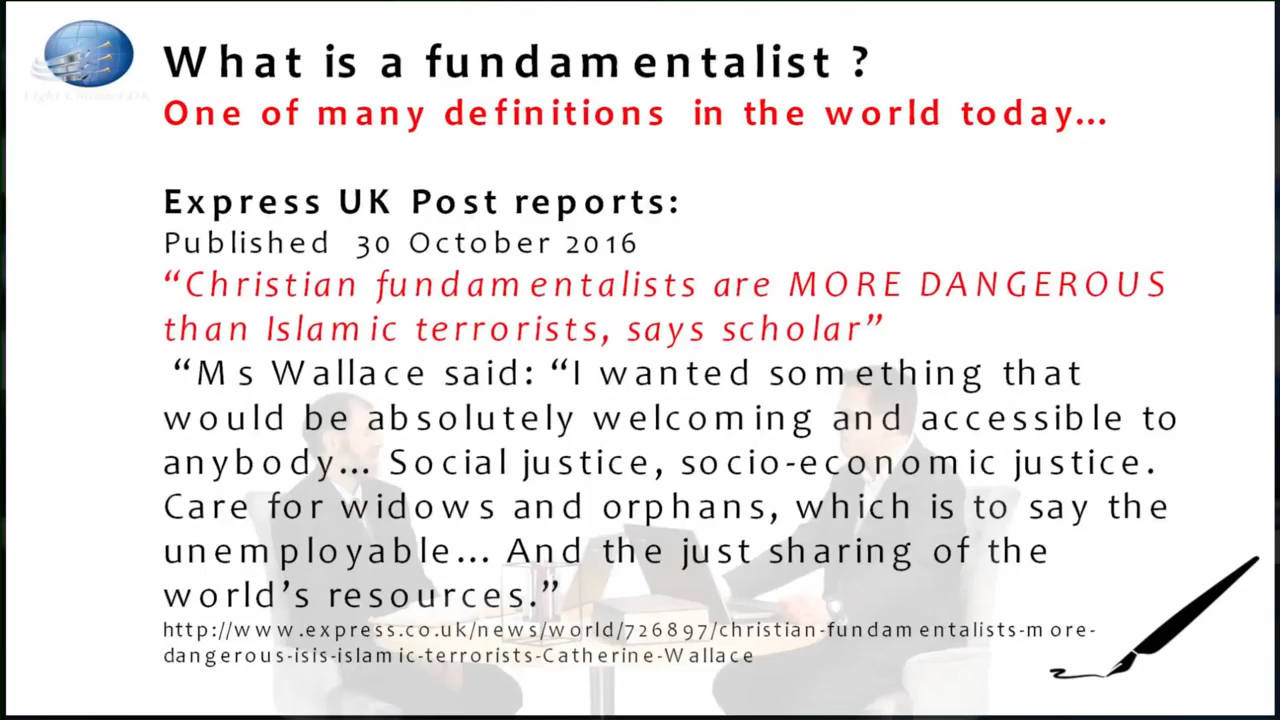 What is a fundamentalist ?
One of many definitions in the world today...
Express UK Post reports:
Published 30 October 2016
“Christian fundamentalists are MORE DANGEROUS
than Islamic terrorists, says scholar”
“Ms Wallace said: “I wanted something that
would be absolutely welcoming and accessible to
anybody... Social justice, socio-economic justice.
Care for widows and orphans, which is to say the
unemployable... And the just sharing of the
world’s resources.”
http://www.express.co.uk/news/world/726897/christian-fundamentalists-more-
dangerous-isis-islamic-terrorists-Catherine-Wallace